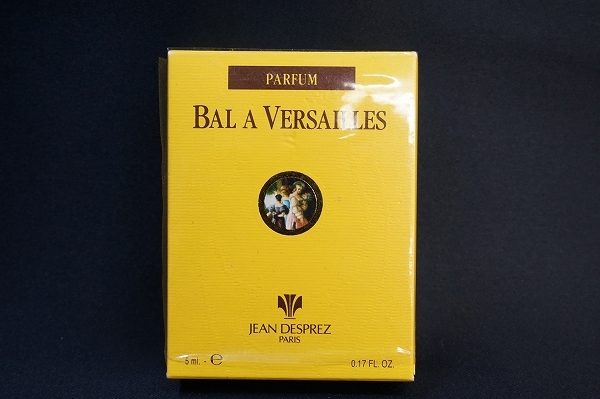 PARFUM
BAL A VERSAILLES
JEAN DESPREZ
PARIS
5 ml. - ℮
0.17 FL. OZ.